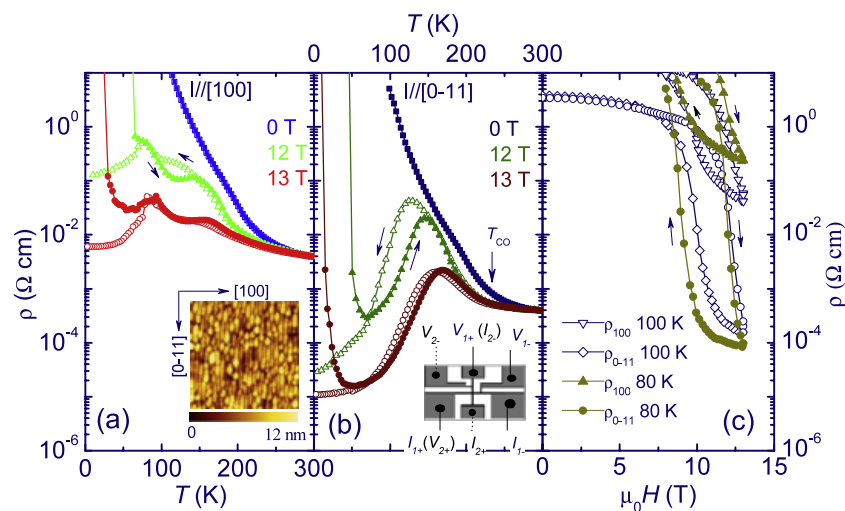 T (K)
0 100 200 300
I//[100]
0 T
12 T
13 T
[100]
[0-11]
0 12 nm
(a)
ρ (Ω cm)
10^0
10^-2
10^-4
10^-6
0 100 200 300
T (K)
I//[0-11]
0 T
12 T
13 T
T_CO
V_2- V_1+(I_2-) V_1-
I_1+(V_2+) I_2+ I_1-
(b)
ρ_100 100 K
ρ_0-11 100 K
ρ_100 80 K
ρ_0-11 80 K
(c)
10^0
10^-2
10^-4
10^-6
ρ (Ω cm)
0 5 10 15
μ_0H (T)